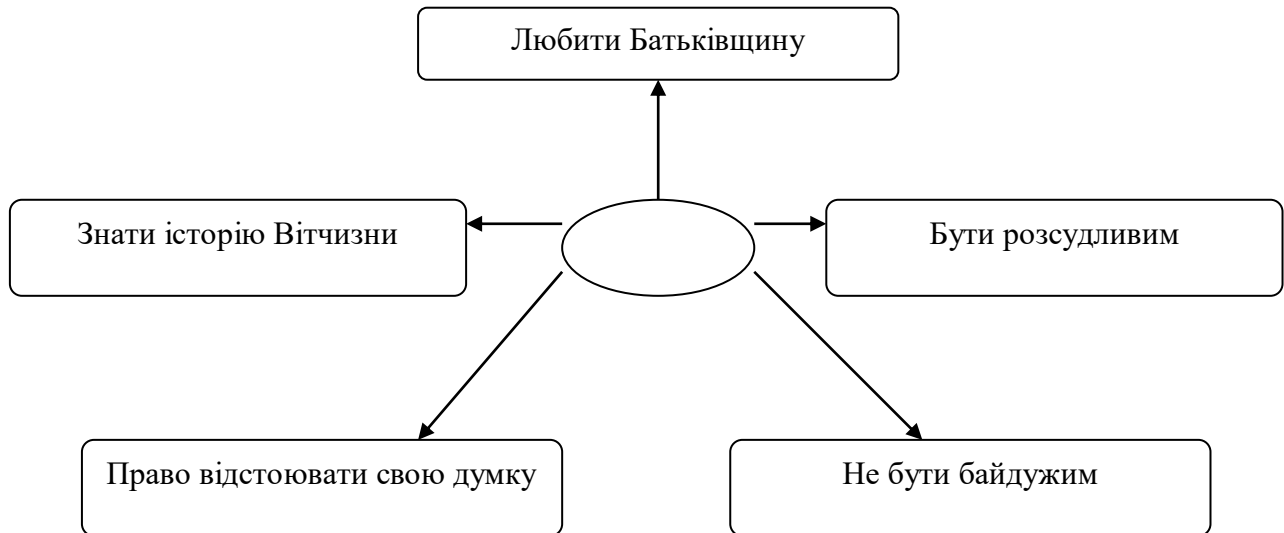 Любити Батьківщину
Знати історію Вітчизни
Бути розсудливим
Право відстоювати свою думку
Не бути байдужим